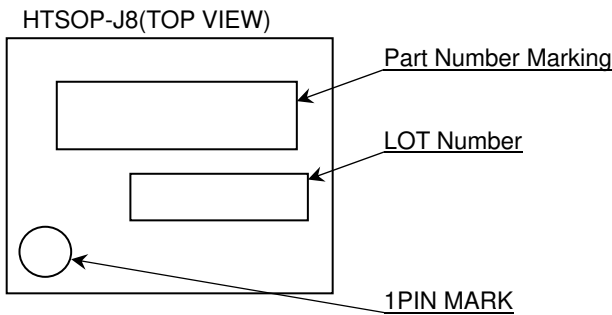 HTSOP-J8(TOP VIEW)
Part Number Marking
LOT Number
1PIN MARK